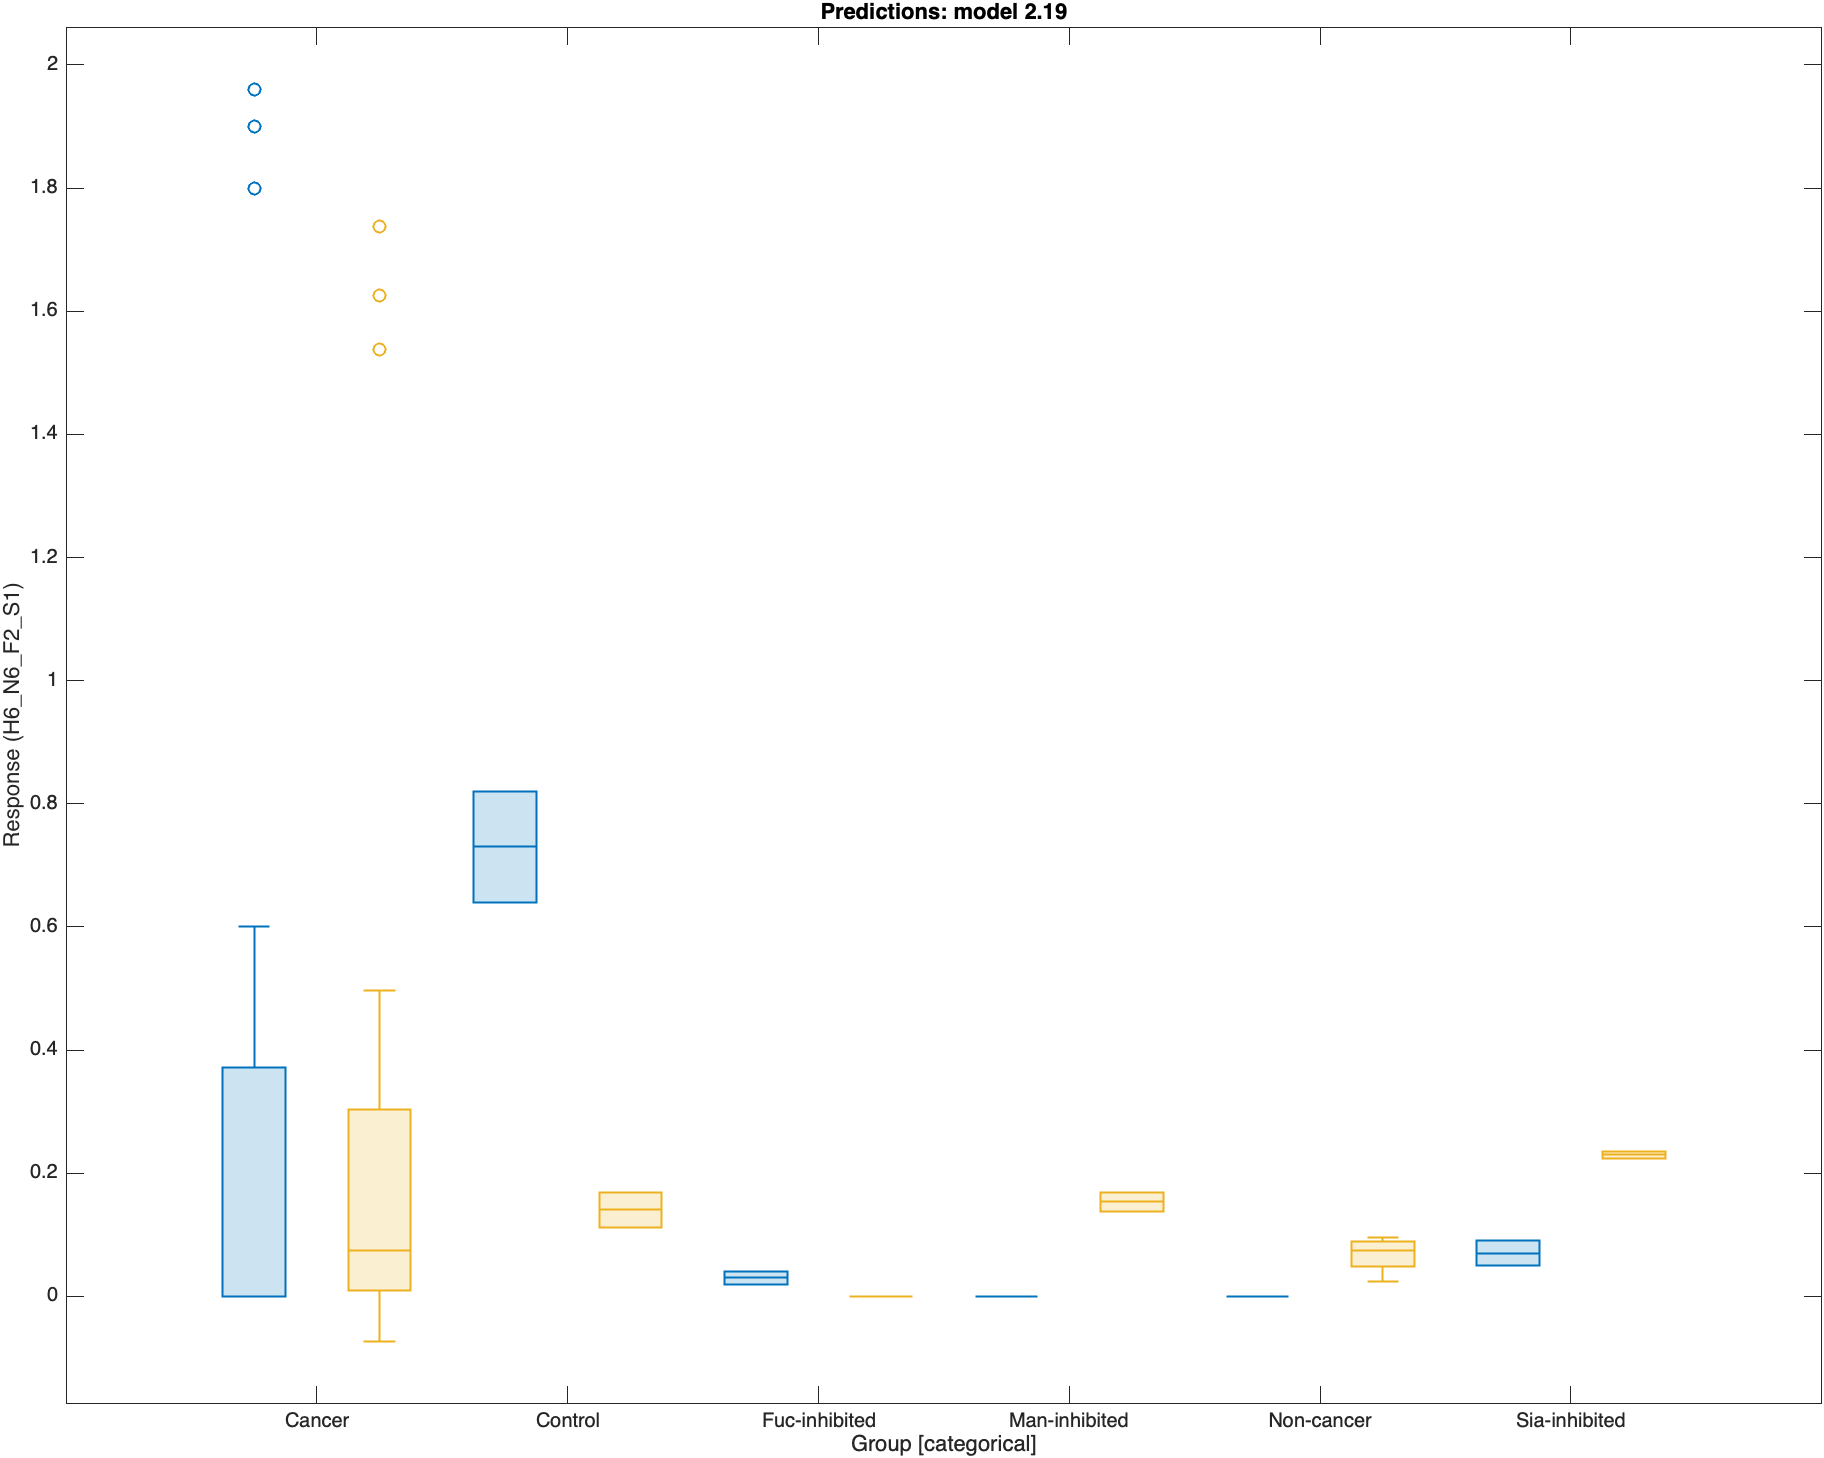 Predictions: model 2.19
Response (H6_N6_F2_S1)
2
1.8
1.6
1.4
1.2
1
0.8
0.6
0.4
0.2
0
Cancer
Control
Fuc-inhibited
Man-inhibited
Non-cancer
Sia-inhibited
Group [categorical]